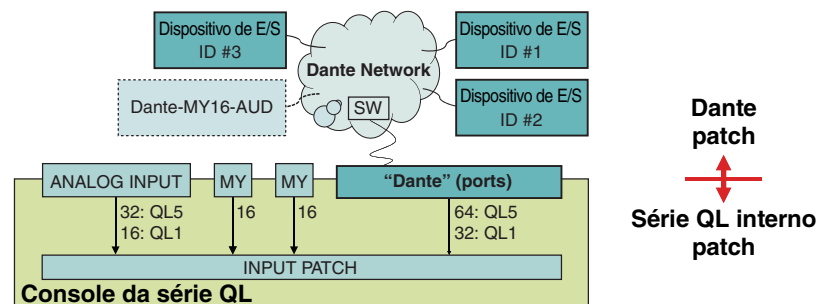 Dispositivo de E/S
ID #3
Dante Network
Dispositivo de E/S
ID #1
Dante-MY16-AUD
SW
Dispositivo de E/S
ID #2
Dante
patch
Série QL interno
patch
ANALOG INPUT
MY
MY
“Dante” (ports)
32: QL5
16: QL1
16
16
64: QL5
32: QL1
INPUT PATCH
Console da série QL